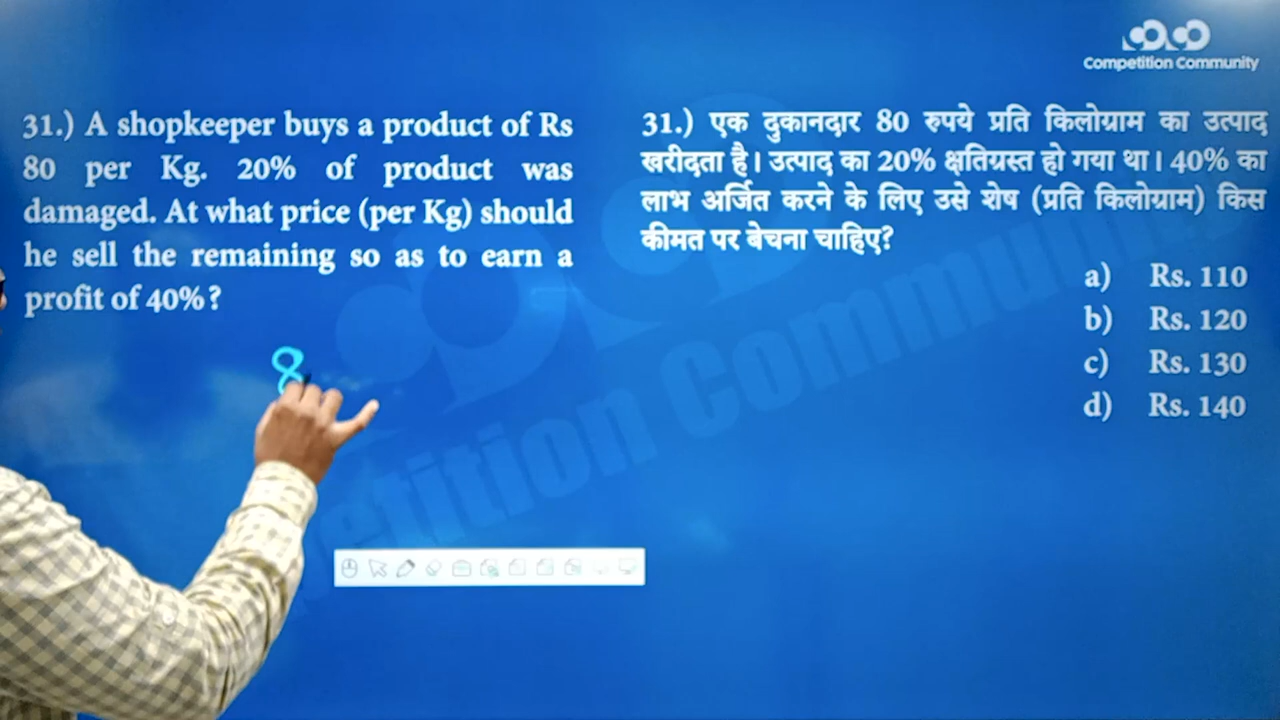 Competition Community
31.) A shopkeeper buys a product of Rs
80 per Kg. 20% of product was
damaged. At what price (per Kg) should
he sell the remaining so as to earn a
profit of 40%?
31.) एक दुकानदार 80 रुपये प्रति किलोग्राम का उत्पाद
खरीदता है। उत्पाद का 20% क्षतिग्रस्त हो गया था। 40% का
लाभ अर्जित करने के लिए उसे शेष (प्रति किलोग्राम) किस
कीमत पर बेचना चाहिए?
a) Rs. 110
b) Rs. 120
c) Rs. 130
d) Rs. 140
8
etition Community